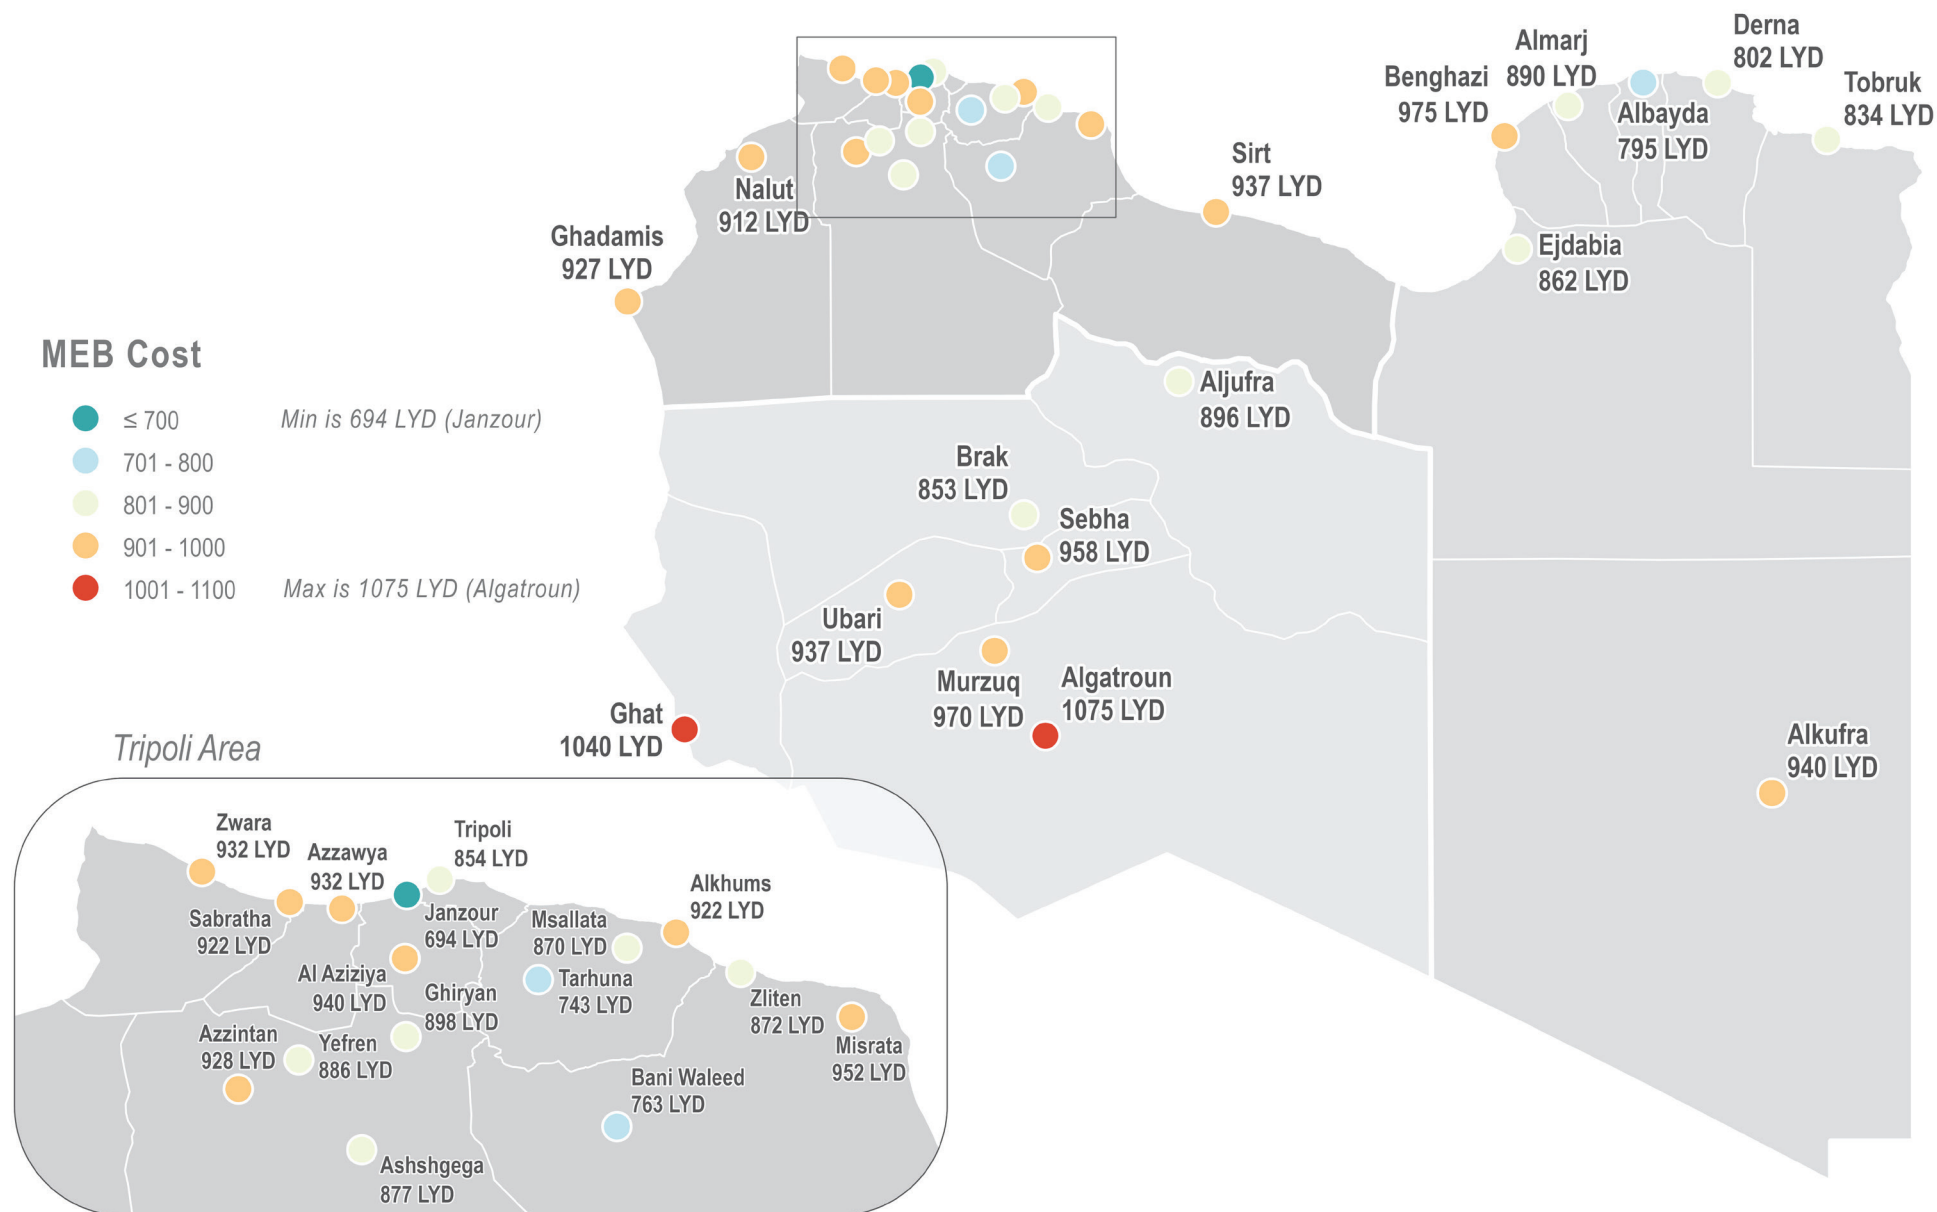 Derna
802 LYD
Almarj
890 LYD
Benghazi
975 LYD
Tobruk
834 LYD
Albayda
795 LYD
Sirt
937 LYD
Nalut
912 LYD
Ghadamis
927 LYD
Ejdabia
862 LYD
MEB Cost
≤ 700 Min is 694 LYD (Janzour)
701 - 800
801 - 900
901 - 1000
1001 - 1100 Max is 1075 LYD (Algatroun)
Aljufra
896 LYD
Brak
853 LYD
Sebha
958 LYD
Ubari
937 LYD
Murzuq
970 LYD
Algatroun
1075 LYD
Ghat
1040 LYD
Alkufra
940 LYD
Tripoli Area
Zwara
932 LYD
Azzawya
932 LYD
Tripoli
854 LYD
Alkhums
922 LYD
Sabratha
922 LYD
Janzour
694 LYD
Msallata
870 LYD
Al Aziziya
940 LYD
Ghiryan
898 LYD
Tarhuna
743 LYD
Zliten
872 LYD
Azzintan
928 LYD
Yefren
886 LYD
Misrata
952 LYD
Bani Waleed
763 LYD
Ashshgega
877 LYD